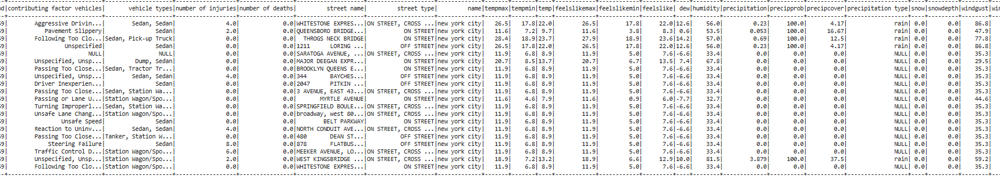 od|contributing factor vehicles| vehicle types|number of injuries|number of deaths| street name| street type| name|tempmax|tempmin|temp|feelslikemax|feelslikemin|feelslike| dew|humidity|precipitation|precipprob|precipcover|precipitation type|snow|snowdepth|windgust|win
59| Aggressive Drivin...| Sedan, Sedan| 4.0| 0.0|WHITESTONE EXPRES...|ON STREET, CROSS ...|new york city| 26.5| 17.8|22.0| 26.5| 17.8| 22.0|12.6| 56.0| 0.23| 100.0| 4.17| rain| 0.0| 0.0| 86.8|
59| Pavement Slippery| Sedan| 2.0| 0.0|QUEENSBORO BRIDGE...| ON STREET|new york city| 11.6| 7.2| 9.7| 11.6| 3.8| 8.3| 0.6| 53.5| 0.053| 100.0| 16.67| rain| 0.0| 0.0| 47.9|
59| Following Too Clo...|Sedan, Pick-up Truck| 0.0| 0.0| THROGS NECK BRIDGE| ON STREET|new york city| 28.4| 18.9|23.7| 27.9| 18.9| 23.6|14.2| 57.0| 0.69| 100.0| 12.5| rain| 0.0| 0.0| 77.8|
59| Unspecified| Sedan| 0.0| 0.0|1211 LORING ...| OFF STREET|new york city| 26.5| 17.8|22.0| 26.5| 17.8| 22.0|12.6| 56.0| 0.23| 100.0| 4.17| rain| 0.0| 0.0| 86.8|
59| NULL| NULL| 0.0| 0.0|SARATOGA AVENUE, ...|ON STREET, CROSS ...|new york city| 11.9| 6.8| 8.9| 11.9| 5.0| 7.6|-6.6| 33.4| 0.0| 0.0| 0.0| NULL| 0.0| 0.0| 35.3|
59| Unspecified, Unsp...| Dump, Sedan| 0.0| 0.0|MAJOR DEEGAN EXPR...| ON STREET|new york city| 20.7| 8.5|13.7| 20.7| 6.7| 13.5| 7.4| 67.8| 0.0| 0.0| 0.0| NULL| 0.0| 0.0| 29.5|
59| Passing Too Close...|Sedan, Tractor Tr...| 0.0| 0.0|BROOKLYN QUEENS E...| ON STREET|new york city| 11.9| 6.8| 8.9| 11.9| 5.0| 7.6|-6.6| 33.4| 0.0| 0.0| 0.0| NULL| 0.0| 0.0| 35.3|
59| Unspecified, Unsp...| Sedan, Sedan| 4.0| 0.0|344 BAYCHES...| OFF STREET|new york city| 11.9| 6.8| 8.9| 11.9| 5.0| 7.6|-6.6| 33.4| 0.0| 0.0| 0.0| NULL| 0.0| 0.0| 35.3|
59| Driver Inexperien...| Sedan| 0.0| 0.0|2047 PITKIN ...| OFF STREET|new york city| 11.9| 6.8| 8.9| 11.9| 5.0| 7.6|-6.6| 33.4| 0.0| 0.0| 0.0| NULL| 0.0| 0.0| 35.3|
59| Passing Too Close...|Sedan, Station Wa...| 0.0| 0.0|3 AVENUE, EAST 43...|ON STREET, CROSS ...|new york city| 11.9| 6.8| 8.9| 11.9| 5.0| 7.6|-6.6| 33.4| 0.0| 0.0| 0.0| NULL| 0.0| 0.0| 35.3|
59| Passing or Lane U...|Station Wagon/Spo...| 0.0| 0.0| MYRTLE AVENUE| ON STREET|new york city| 11.6| 4.6| 7.9| 11.6| 0.9| 6.0|-7.7| 32.7| 0.0| 0.0| 0.0| NULL| 0.0| 0.0| 44.6|
59| Turning Improperl...|Sedan, Station Wa...| 0.0| 0.0|SPRINGFIELD BOULE...|ON STREET, CROSS ...|new york city| 11.9| 6.8| 8.9| 11.9| 5.0| 7.6|-6.6| 33.4| 0.0| 0.0| 0.0| NULL| 0.0| 0.0| 35.3|
59| Unsafe Lane Chang...|Station Wagon/Spo...| 0.0| 0.0|broadway, west 80...|ON STREET, CROSS ...|new york city| 11.9| 6.8| 8.9| 11.9| 5.0| 7.6|-6.6| 33.4| 0.0| 0.0| 0.0| NULL| 0.0| 0.0| 35.3|
59| Unsafe Speed| Sedan| 0.0| 0.0| BELT PARKWAY| ON STREET|new york city| 11.9| 6.8| 8.9| 11.9| 5.0| 7.6|-6.6| 33.4| 0.0| 0.0| 0.0| NULL| 0.0| 0.0| 35.3|
59| Reaction to Uninv...| Sedan, Sedan| 4.0| 0.0|NORTH CONDUIT AVE...|ON STREET, CROSS ...|new york city| 11.9| 6.8| 8.9| 11.9| 5.0| 7.6|-6.6| 33.4| 0.0| 0.0| 0.0| NULL| 0.0| 0.0| 35.3|
59| Passing Too Close...|Tanker, Station W...| 0.0| 0.0|480 DEAN ST...| OFF STREET|new york city| 11.9| 6.8| 8.9| 11.9| 5.0| 7.6|-6.6| 33.4| 0.0| 0.0| 0.0| NULL| 0.0| 0.0| 35.3|
59| Steering Failure| Sedan| 8.0| 0.0|878 FLATBUS...| OFF STREET|new york city| 11.9| 6.8| 8.9| 11.9| 5.0| 7.6|-6.6| 33.4| 0.0| 0.0| 0.0| NULL| 0.0| 0.0| 35.3|
59| Traffic Control D...|Station Wagon/Spo...| 6.0| 0.0|MEEKER AVENUE, LO...|ON STREET, CROSS ...|new york city| 11.9| 6.8| 8.9| 11.9| 5.0| 7.6|-6.6| 33.4| 0.0| 0.0| 0.0| NULL| 0.0| 0.0| 35.3|
59| Unspecified, Unsp...|Station Wagon/Spo...| 2.0| 0.0|WEST KINGSBRIDGE ...|ON STREET, CROSS ...|new york city| 18.9| 7.2|13.2| 18.9| 6.6| 12.9|10.0| 81.5| 3.879| 100.0| 37.5| rain| 0.0| 0.0| 59.2|
59| Following Too Clo...|Station Wagon/Spo...| 0.0| 0.0|WHITESTONE EXPRES...| ON STREET|new york city| 11.9| 6.8| 8.9| 11.9| 5.0| 7.6|-6.6| 33.4| 0.0| 0.0| 0.0| NULL| 0.0| 0.0| 35.3|